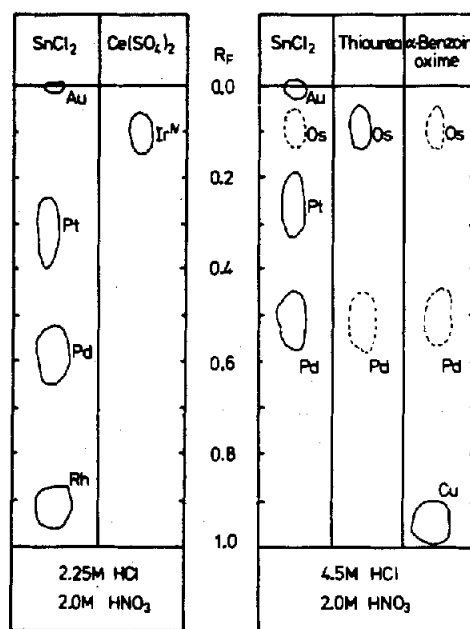 SnCl2 Ce(SO4)2 RF SnCl2 Thiourea α-Benzoin
oxime
0.0
Au Au
Ir IV Os Os Os
0.2
Pt Pt
0.4
Pd 0.6 Pd Pd Pd
0.8
Rh Cu
1.0
2.25M HCl 4.5M HCl
2.0M HNO3 2.0M HNO3